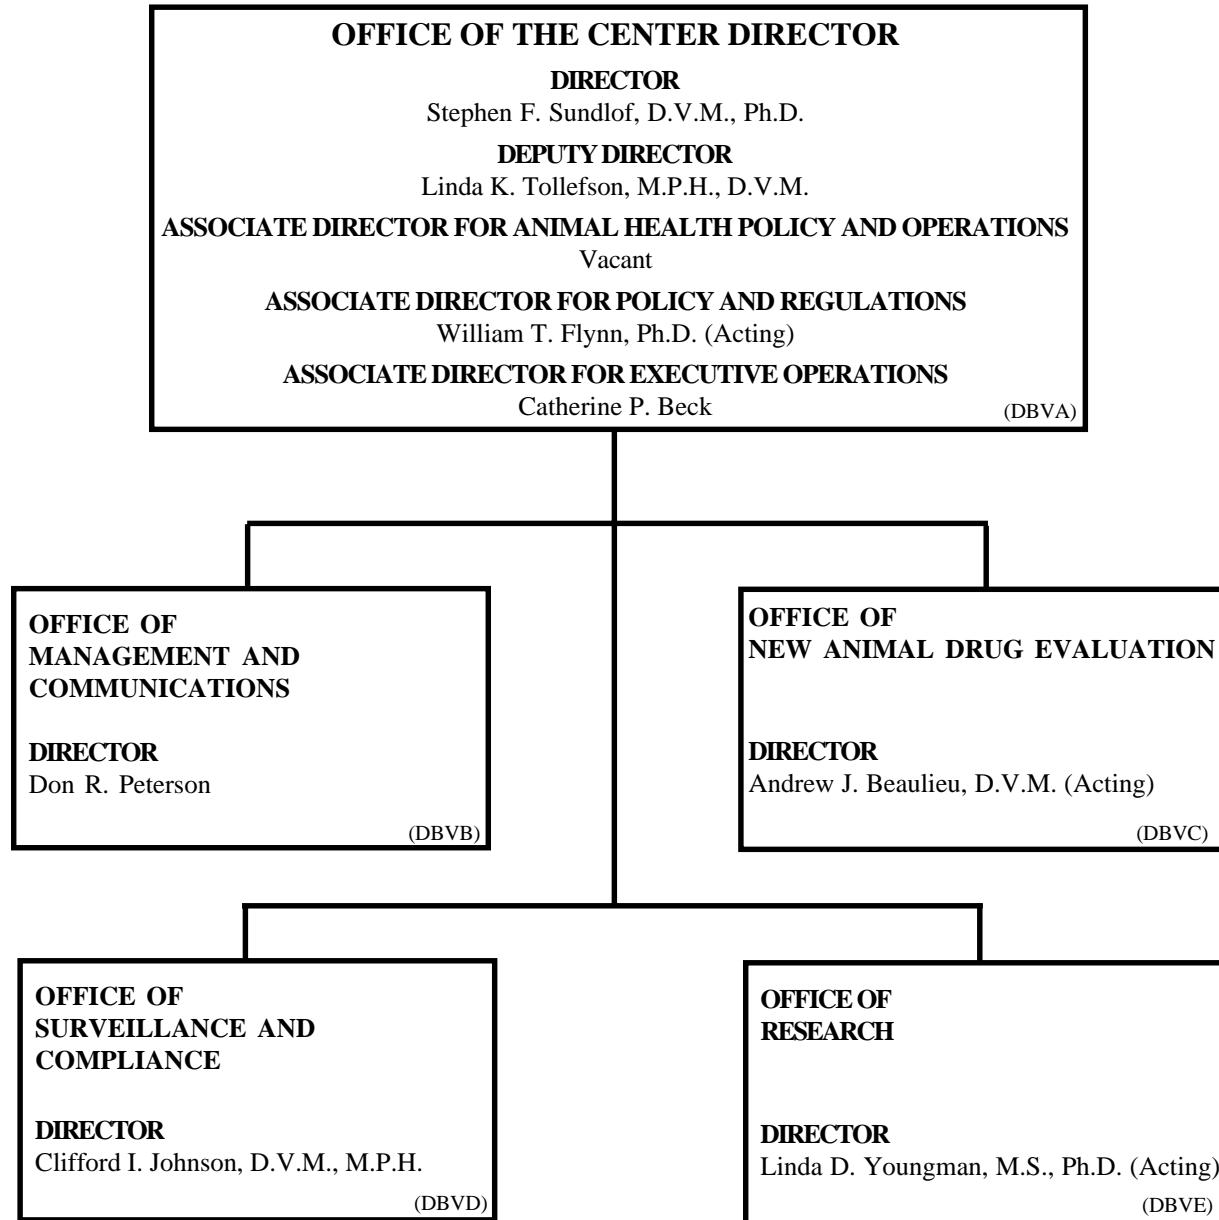 OFFICE OF THE CENTER DIRECTOR
DIRECTOR
Stephen F. Sundlof, D.V.M., Ph.D.
DEPUTY DIRECTOR
Linda K. Tollefson, M.P.H., D.V.M.
ASSOCIATE DIRECTOR FOR ANIMAL HEALTH POLICY AND OPERATIONS
Vacant
ASSOCIATE DIRECTOR FOR POLICY AND REGULATIONS
William T. Flynn, Ph.D. (Acting)
ASSOCIATE DIRECTOR FOR EXECUTIVE OPERATIONS
Catherine P. Beck
(DBVA)
OFFICE OF
MANAGEMENT AND
COMMUNICATIONS
DIRECTOR
Don R. Peterson
(DBVB)
OFFICE OF
NEW ANIMAL DRUG EVALUATION
DIRECTOR
Andrew J. Beaulieu, D.V.M. (Acting)
(DBVC)
OFFICE OF
SURVEILLANCE AND
COMPLIANCE
DIRECTOR
Clifford I. Johnson, D.V.M., M.P.H.
(DBVD)
OFFICE OF
RESEARCH
DIRECTOR
Linda D. Youngman, M.S., Ph.D. (Acting)
(DBVE)